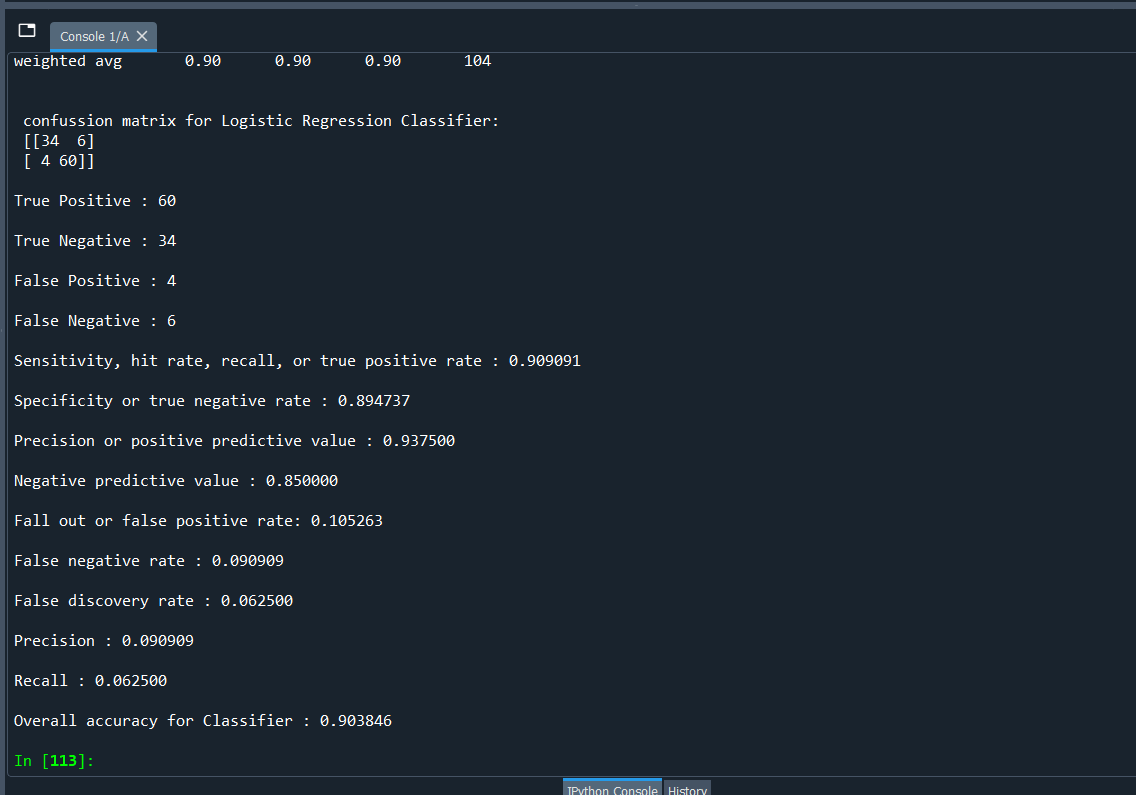 Console 1/A
weighted avg 0.90 0.90 0.90 104
confussion matrix for Logistic Regression Classifier:
[[34  6]
[ 4 60]]
True Positive : 60
True Negative : 34
False Positive : 4
False Negative : 6
Sensitivity, hit rate, recall, or true positive rate : 0.909091
Specificity or true negative rate : 0.894737
Precision or positive predictive value : 0.937500
Negative predictive value : 0.850000
Fall out or false positive rate: 0.105263
False negative rate : 0.090909
False discovery rate : 0.062500
Precision : 0.090909
Recall : 0.062500
Overall accuracy for Classifier : 0.903846
In [113]:
IPython Console History